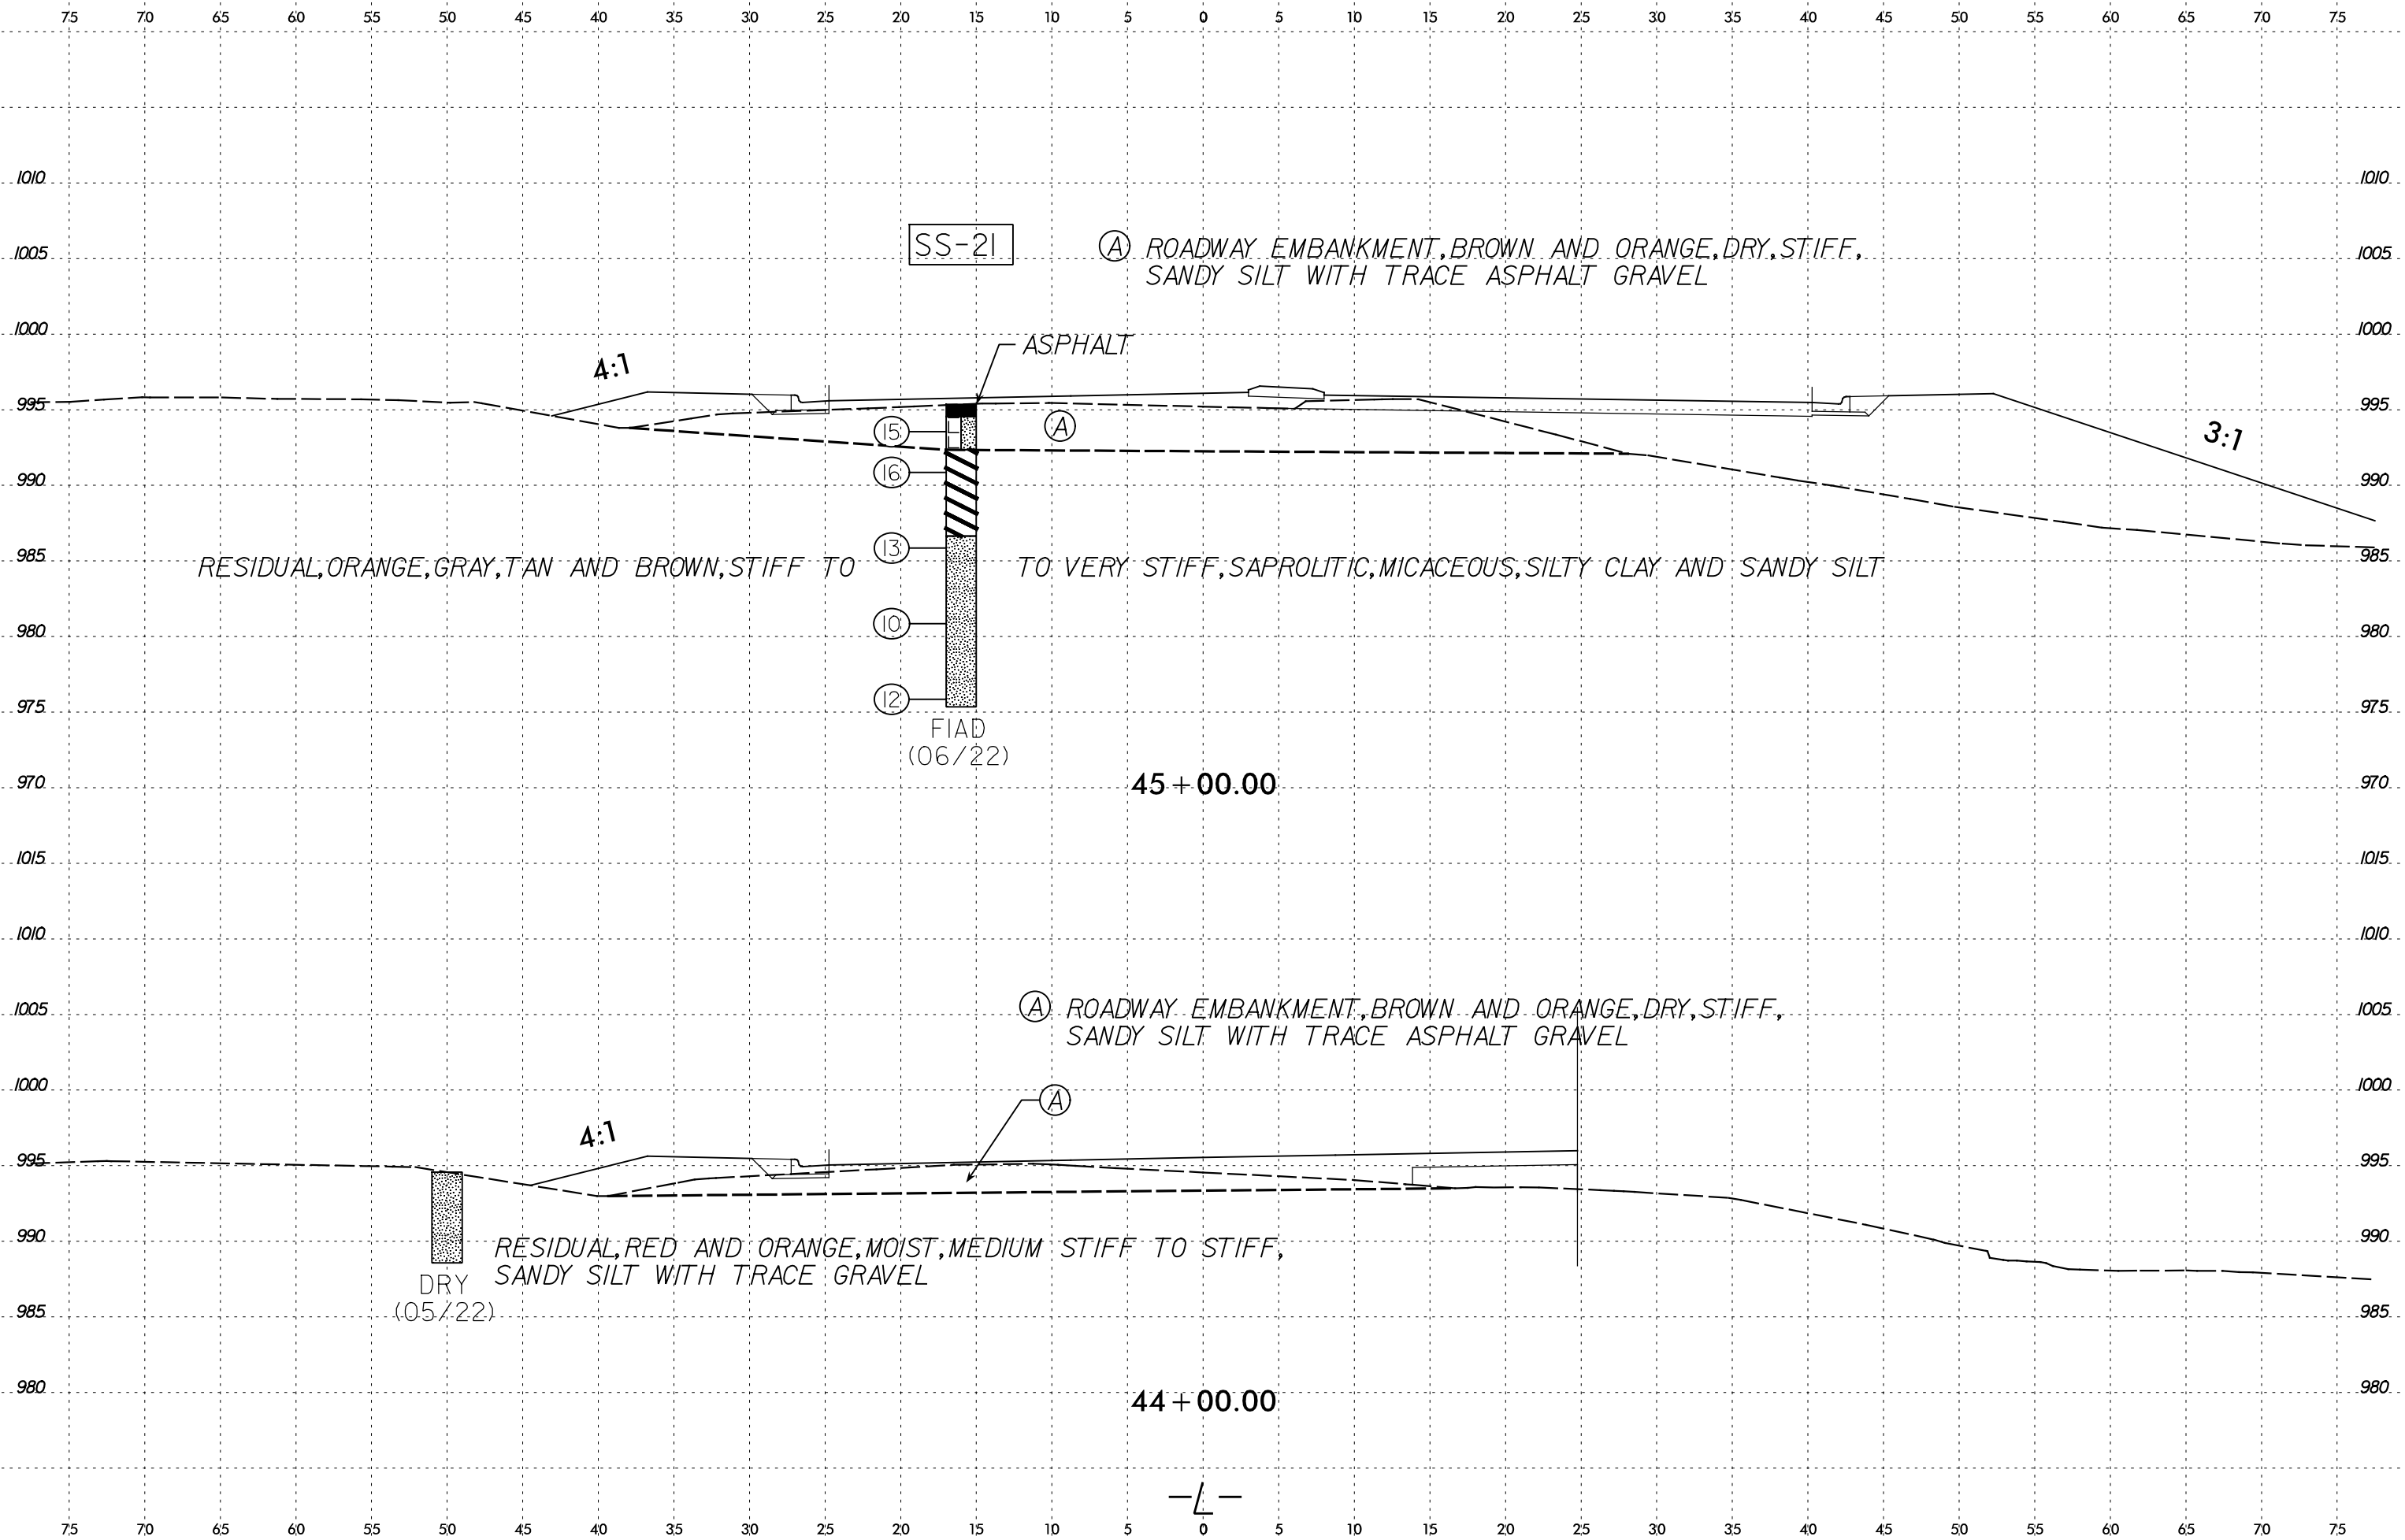 75 70 65 60 55 50 45 40 35 30 25 20 15 10 5 0 5 10 15 20 25 30 35 40 45 50 55 60 65 70 75
1010 1010
SS-21
A ROADWAY EMBANKMENT, BROWN AND ORANGE, DRY, STIFF,
1005 1005
SANDY SILT WITH TRACE ASPHALT GRAVEL
1000 1000
ASPHALT
4:1
995 995
15 A
3:1
16
990 990
13
985 985
RESIDUAL, ORANGE, GRAY, TAN AND BROWN, STIFF TO TO VERY STIFF, SAPROLITIC, MICACEOUS, SILTY CLAY AND SANDY SILT
10
980 980
12
975 975
FIAD
(06/22)
970 45+00.00 970
1015 1015
1010 1010
1005 A ROADWAY EMBANKMENT, BROWN AND ORANGE, DRY, STIFF, 1005
SANDY SILT WITH TRACE ASPHALT GRAVEL
1000 1000
A
4:1
995 995
990 990
RESIDUAL, RED AND ORANGE, MOIST, MEDIUM STIFF TO STIFF,
SANDY SILT WITH TRACE GRAVEL
DRY
(05/22)
985 985
980 980
44+00.00
-L-
75 70 65 60 55 50 45 40 35 30 25 20 15 10 5 0 5 10 15 20 25 30 35 40 45 50 55 60 65 70 75